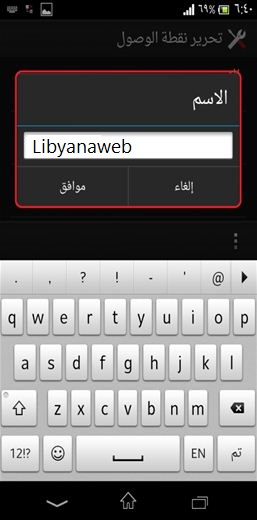 ٦:٤٠ ٦٩%
تحرير نقطة الوصول
الاسم
Libyanaweb
إلغاء موافق
. , ? ! - ' @
q w e r t y u i o p
a s d f g h j k l
z x c v b n m
12!? EN تم